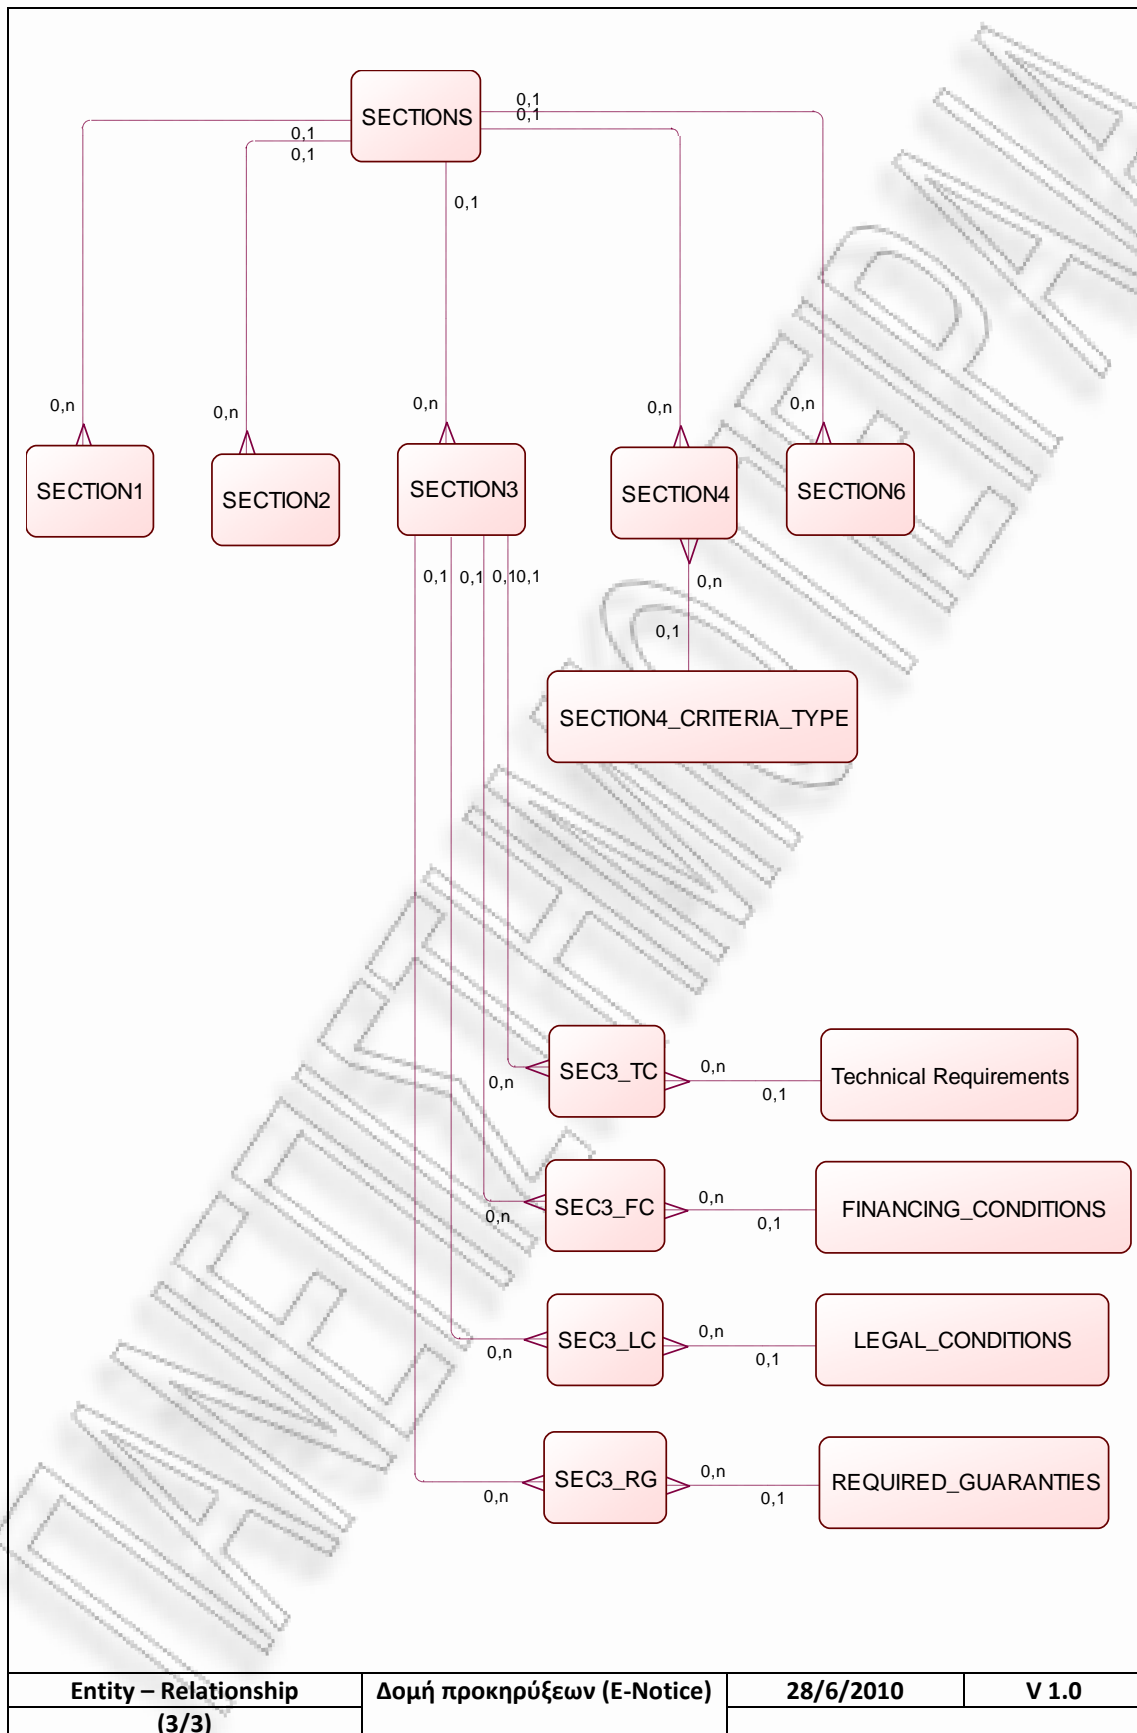 SECTIONS
0,1
0,1
0,1
0,1
0,1
0,n
0,n
0,n
0,n
0,n
SECTION1
SECTION2
SECTION3
SECTION4
SECTION6
0,1
0,1
0,1
0,1
0,n
0,1
SECTION4_CRITERIA_TYPE
SEC3_TC
0,n
0,n
0,1
Technical Requirements
SEC3_FC
0,n
0,n
0,1
FINANCING_CONDITIONS
SEC3_LC
0,n
0,n
0,1
LEGAL_CONDITIONS
SEC3_RG
0,n
0,n
0,1
REQUIRED_GUARANTIES
Entity – Relationship
(3/3)
Δομή προκηρύξεων (E-Notice)
28/6/2010
V 1.0